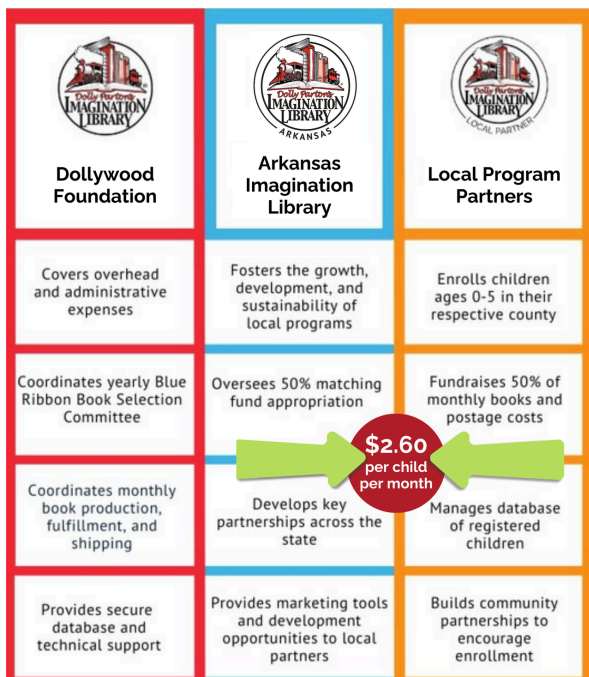 Dolly Parton's
IMAGINATION
LIBRARY
Dollywood
Foundation
Dolly Parton's
IMAGINATION
LIBRARY
ARKANSAS
Arkansas
Imagination
Library
Dolly Parton's
IMAGINATION
LIBRARY
LOCAL PARTNER
Local Program
Partners
Covers overhead
and administrative
expenses
Fosters the growth,
development, and
sustainability of
local programs
Enrolls children
ages 0-5 in their
respective county
Coordinates yearly Blue
Ribbon Book Selection
Committee
Oversees 50% matching
fund appropriation
Fundraises 50% of
monthly books and
postage costs
$2.60
per child
per month
Coordinates monthly
book production,
fulfillment, and
shipping
Develops key
partnerships across the
state
Manages database
of registered
children
Provides secure
database and
technical support
Provides marketing tools
and development
opportunities to local
partners
Builds community
partnerships to
encourage
enrollment